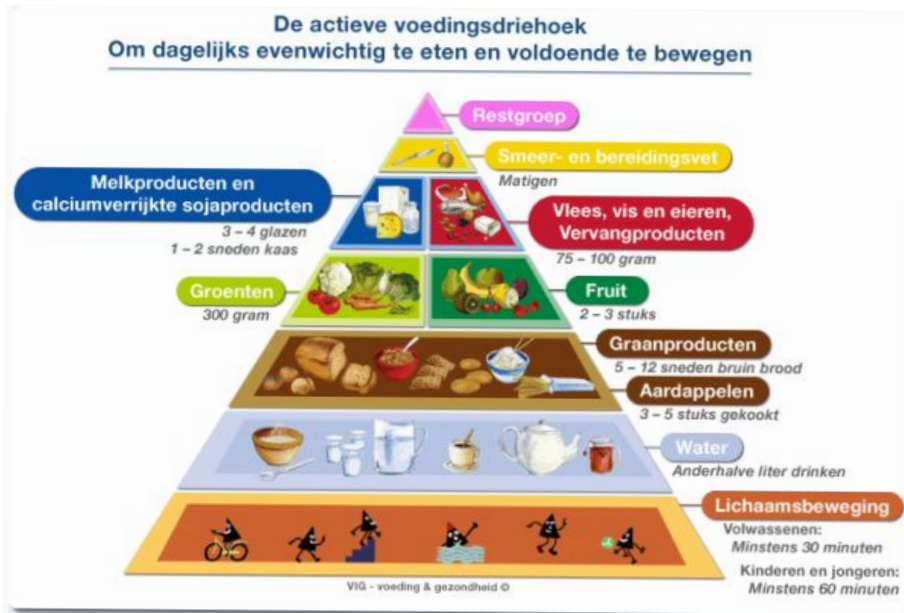 De actieve voedingsdriehoek
Om dagelijks evenwichtig te eten en voldoende te bewegen
Restgroep
Smeer- en bereidingsvet
Matigen
Melkproducten en
calciumverrijkte sojaproducten
3 – 4 glazen
1 – 2 sneden kaas
Vlees, vis en eieren,
Vervangproducten
75 – 100 gram
Groenten
300 gram
Fruit
2 – 3 stuks
Graanproducten
5 – 12 sneden bruin brood
Aardappelen
3 – 5 stuks gekookt
Water
Anderhalve liter drinken
Lichaamsbeweging
Volwassenen:
Minstens 30 minuten
Kinderen en jongeren:
Minstens 60 minuten
VIG - voeding & gezondheid ©